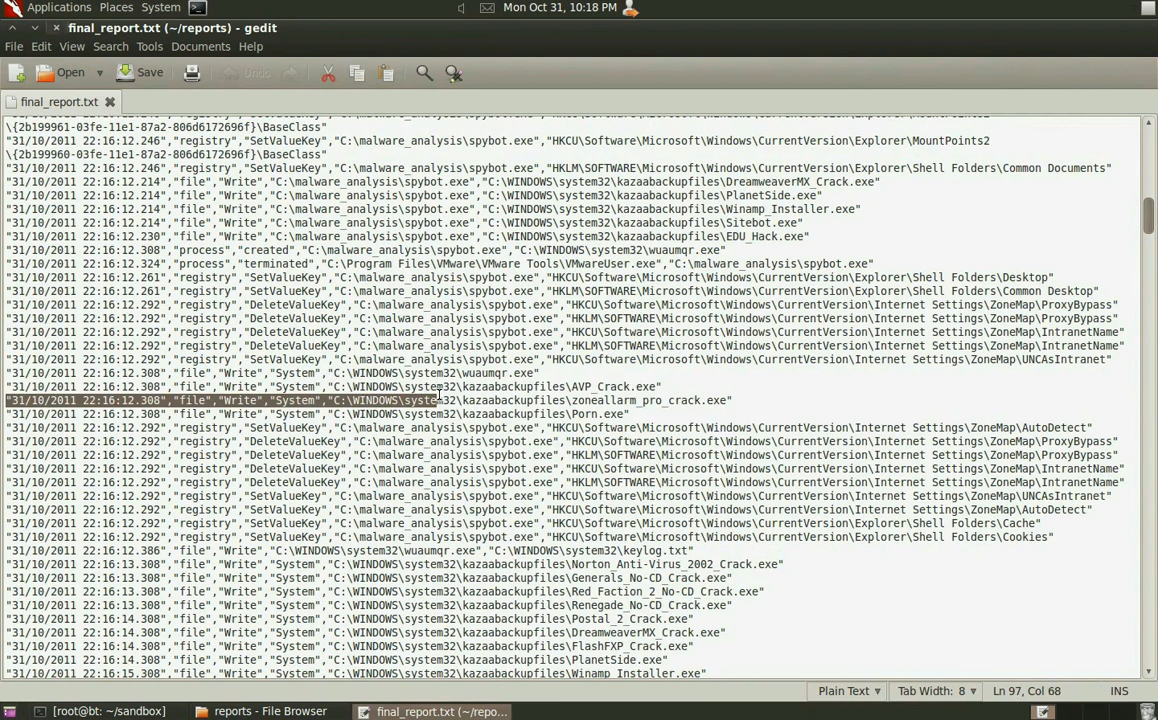 Applications Places System Mon Oct 31, 10:18 PM
final_report.txt (~/reports) - gedit
File Edit View Search Tools Documents Help
Open Save Undo
final_report.txt
\{2b199961-03fe-11e1-87a2-806d6172696f}\BaseClass"
"31/10/2011 22:16:12.246","registry","SetValueKey","C:\malware_analysis\spybot.exe","HKCU\Software\Microsoft\Windows\CurrentVersion\Explorer\MountPoints2
\{2b199960-03fe-11e1-87a2-806d6172696f}\BaseClass"
"31/10/2011 22:16:12.246","registry","SetValueKey","C:\malware_analysis\spybot.exe","HKLM\SOFTWARE\Microsoft\Windows\CurrentVersion\Explorer\Shell Folders\Common Documents"
"31/10/2011 22:16:12.214","file","Write","C:\malware_analysis\spybot.exe","C:\WINDOWS\system32\kazaabackupfiles\DreamweaverMX_Crack.exe"
"31/10/2011 22:16:12.214","file","Write","C:\malware_analysis\spybot.exe","C:\WINDOWS\system32\kazaabackupfiles\PlanetSide.exe"
"31/10/2011 22:16:12.214","file","Write","C:\malware_analysis\spybot.exe","C:\WINDOWS\system32\kazaabackupfiles\Winamp_Installer.exe"
"31/10/2011 22:16:12.214","file","Write","C:\malware_analysis\spybot.exe","C:\WINDOWS\system32\kazaabackupfiles\Sitebot.exe"
"31/10/2011 22:16:12.230","file","Write","C:\malware_analysis\spybot.exe","C:\WINDOWS\system32\kazaabackupfiles\EDU_Hack.exe"
"31/10/2011 22:16:12.308","process","created","C:\malware_analysis\spybot.exe","C:\WINDOWS\system32\wuaumqr.exe"
"31/10/2011 22:16:12.324","process","terminated","C:\Program Files\VMware\VMware Tools\VMwareUser.exe","C:\malware_analysis\spybot.exe"
"31/10/2011 22:16:12.261","registry","SetValueKey","C:\malware_analysis\spybot.exe","HKCU\Software\Microsoft\Windows\CurrentVersion\Explorer\Shell Folders\Desktop"
"31/10/2011 22:16:12.261","registry","SetValueKey","C:\malware_analysis\spybot.exe","HKLM\SOFTWARE\Microsoft\Windows\CurrentVersion\Explorer\Shell Folders\Common Desktop"
"31/10/2011 22:16:12.292","registry","DeleteValueKey","C:\malware_analysis\spybot.exe","HKCU\Software\Microsoft\Windows\CurrentVersion\Internet Settings\ZoneMap\ProxyBypass"
"31/10/2011 22:16:12.292","registry","DeleteValueKey","C:\malware_analysis\spybot.exe","HKLM\SOFTWARE\Microsoft\Windows\CurrentVersion\Internet Settings\ZoneMap\ProxyBypass"
"31/10/2011 22:16:12.292","registry","DeleteValueKey","C:\malware_analysis\spybot.exe","HKCU\Software\Microsoft\Windows\CurrentVersion\Internet Settings\ZoneMap\IntranetName"
"31/10/2011 22:16:12.292","registry","DeleteValueKey","C:\malware_analysis\spybot.exe","HKLM\SOFTWARE\Microsoft\Windows\CurrentVersion\Internet Settings\ZoneMap\IntranetName"
"31/10/2011 22:16:12.292","registry","SetValueKey","C:\malware_analysis\spybot.exe","HKCU\Software\Microsoft\Windows\CurrentVersion\Internet Settings\ZoneMap\UNCAsIntranet"
"31/10/2011 22:16:12.308","file","Write","System","C:\WINDOWS\system32\wuaumqr.exe"
"31/10/2011 22:16:12.308","file","Write","System","C:\WINDOWS\system32\kazaabackupfiles\AVP_Crack.exe"
"31/10/2011 22:16:12.308","file","Write","System","C:\WINDOWS\system32\kazaabackupfiles\zoneallarm_pro_crack.exe"
"31/10/2011 22:16:12.308","file","Write","System","C:\WINDOWS\system32\kazaabackupfiles\Porn.exe"
"31/10/2011 22:16:12.292","registry","SetValueKey","C:\malware_analysis\spybot.exe","HKCU\Software\Microsoft\Windows\CurrentVersion\Internet Settings\ZoneMap\AutoDetect"
"31/10/2011 22:16:12.292","registry","DeleteValueKey","C:\malware_analysis\spybot.exe","HKCU\Software\Microsoft\Windows\CurrentVersion\Internet Settings\ZoneMap\ProxyBypass"
"31/10/2011 22:16:12.292","registry","DeleteValueKey","C:\malware_analysis\spybot.exe","HKLM\SOFTWARE\Microsoft\Windows\CurrentVersion\Internet Settings\ZoneMap\ProxyBypass"
"31/10/2011 22:16:12.292","registry","DeleteValueKey","C:\malware_analysis\spybot.exe","HKCU\Software\Microsoft\Windows\CurrentVersion\Internet Settings\ZoneMap\IntranetName"
"31/10/2011 22:16:12.292","registry","DeleteValueKey","C:\malware_analysis\spybot.exe","HKLM\SOFTWARE\Microsoft\Windows\CurrentVersion\Internet Settings\ZoneMap\IntranetName"
"31/10/2011 22:16:12.292","registry","SetValueKey","C:\malware_analysis\spybot.exe","HKCU\Software\Microsoft\Windows\CurrentVersion\Internet Settings\ZoneMap\UNCAsIntranet"
"31/10/2011 22:16:12.292","registry","SetValueKey","C:\malware_analysis\spybot.exe","HKCU\Software\Microsoft\Windows\CurrentVersion\Internet Settings\ZoneMap\AutoDetect"
"31/10/2011 22:16:12.292","registry","SetValueKey","C:\malware_analysis\spybot.exe","HKCU\Software\Microsoft\Windows\CurrentVersion\Explorer\Shell Folders\Cache"
"31/10/2011 22:16:12.292","registry","SetValueKey","C:\malware_analysis\spybot.exe","HKCU\Software\Microsoft\Windows\CurrentVersion\Explorer\Shell Folders\Cookies"
"31/10/2011 22:16:12.386","file","Write","C:\WINDOWS\system32\wuaumqr.exe","C:\WINDOWS\system32\keylog.txt"
"31/10/2011 22:16:13.308","file","Write","System","C:\WINDOWS\system32\kazaabackupfiles\Norton_Anti-Virus_2002_Crack.exe"
"31/10/2011 22:16:13.308","file","Write","System","C:\WINDOWS\system32\kazaabackupfiles\Generals_No-CD_Crack.exe"
"31/10/2011 22:16:13.308","file","Write","System","C:\WINDOWS\system32\kazaabackupfiles\Red_Faction_2_No-CD_Crack.exe"
"31/10/2011 22:16:13.308","file","Write","System","C:\WINDOWS\system32\kazaabackupfiles\Renegade_No-CD_Crack.exe"
"31/10/2011 22:16:14.308","file","Write","System","C:\WINDOWS\system32\kazaabackupfiles\Postal_2_Crack.exe"
"31/10/2011 22:16:14.308","file","Write","System","C:\WINDOWS\system32\kazaabackupfiles\DreamweaverMX_Crack.exe"
"31/10/2011 22:16:14.308","file","Write","System","C:\WINDOWS\system32\kazaabackupfiles\FlashFXP_Crack.exe"
"31/10/2011 22:16:14.308","file","Write","System","C:\WINDOWS\system32\kazaabackupfiles\PlanetSide.exe"
"31/10/2011 22:16:15.308","file","Write","System","C:\WINDOWS\system32\kazaabackupfiles\Winamp_Installer.exe"
Plain Text Tab Width: 8 Ln 97, Col 68 INS
[root@bt: ~/sandbox] reports - File Browser final_report.txt (~/repo...